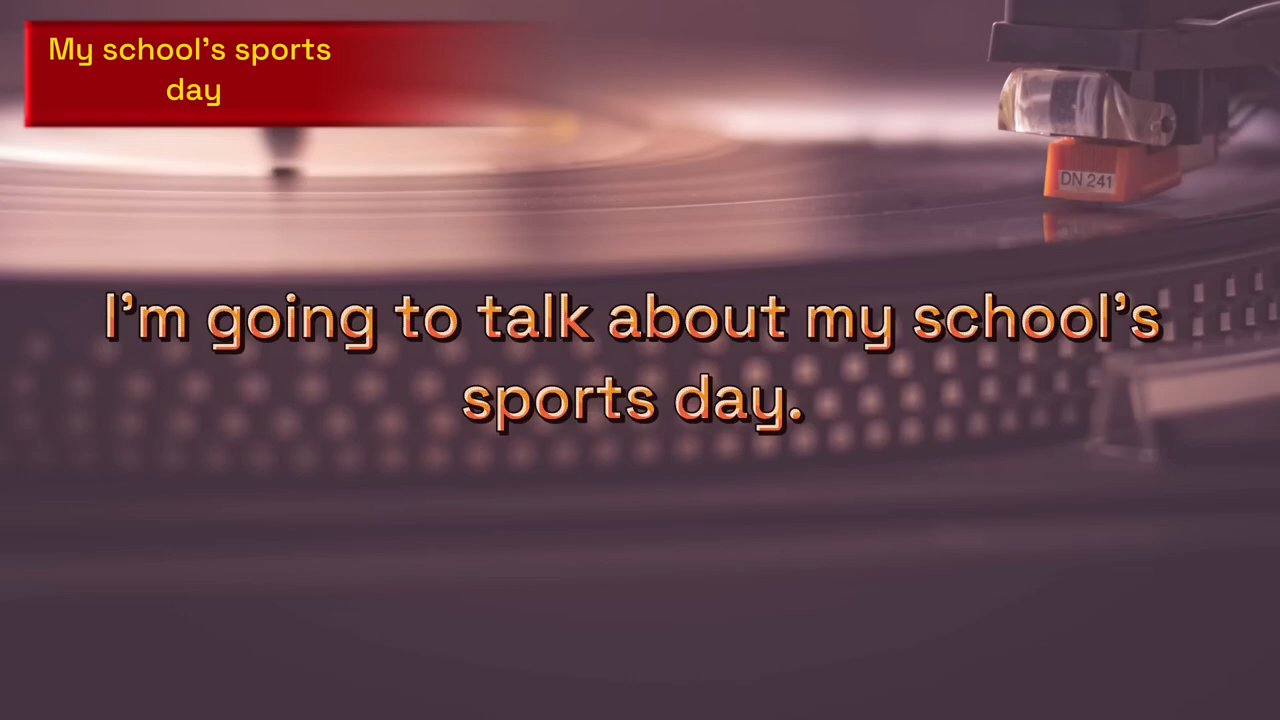 My school’s sports
day
DN 241
I’m going to talk about my school’s
sports day.